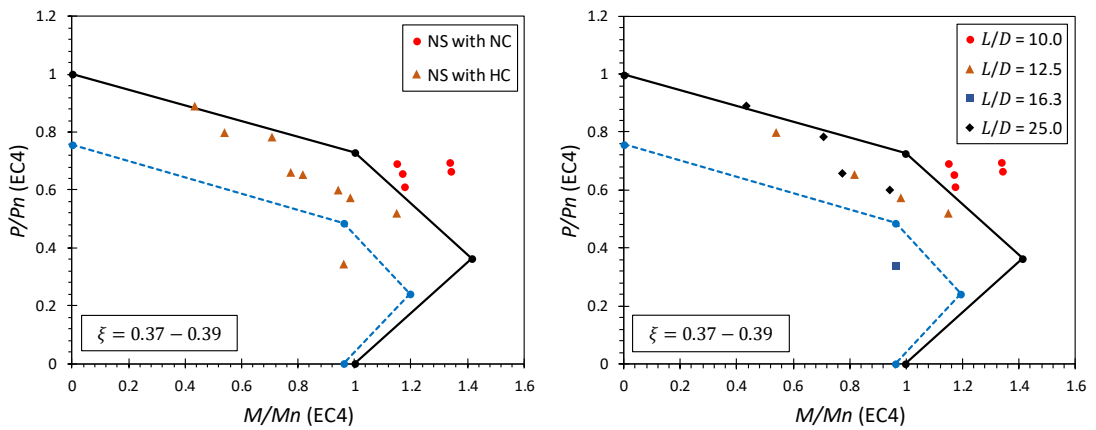 P/Pn (EC4)
1.2
1
0.8
0.6
0.4
0.2
0
0
0.2
0.4
0.6
0.8
1.0
1.2
1.4
1.6
M/Mn (EC4)
NS with NC
NS with HC
ξ = 0.37 − 0.39
P/Pn (EC4)
1.2
1
0.8
0.6
0.4
0.2
0
0
0.2
0.4
0.6
0.8
1.0
1.2
1.4
1.6
M/Mn (EC4)
L/D = 10.0
L/D = 12.5
L/D = 16.3
L/D = 25.0
ξ = 0.37 − 0.39